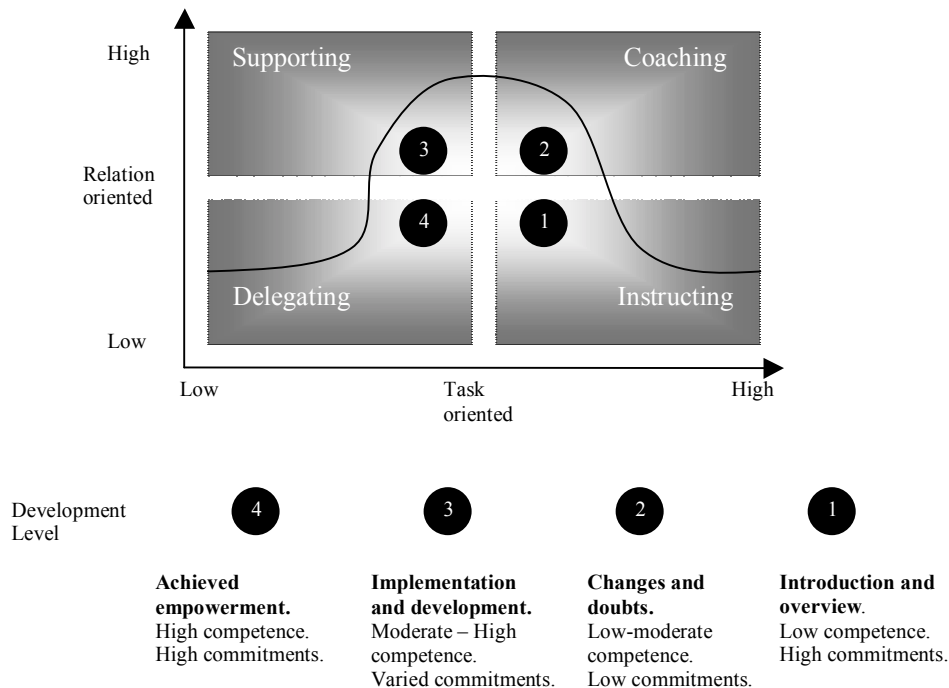 High
Supporting
Coaching
3
2
Relation
oriented
4
1
Delegating
Instructing
Low
Low
Task
oriented
High
Development
Level
4
3
2
1
Achieved
empowerment.
High competence.
High commitments.
Implementation
and development.
Moderate – High
competence.
Varied commitments.
Changes and
doubts.
Low-moderate
competence.
Low commitments.
Introduction and
overview.
Low competence.
High commitments.